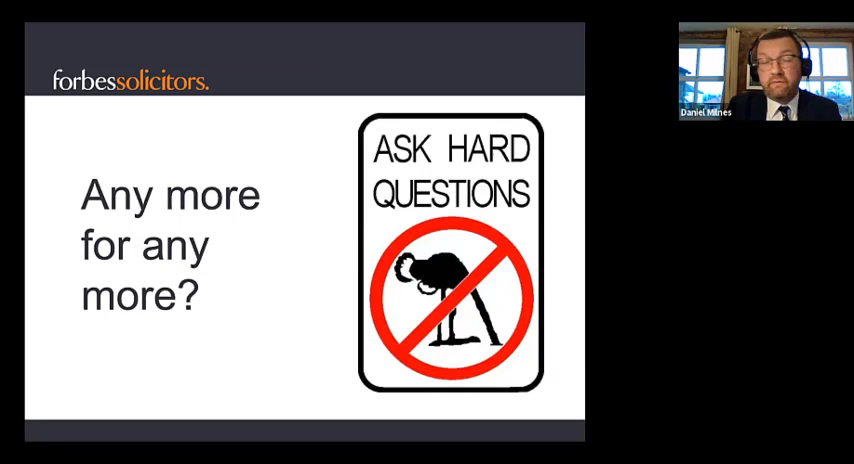 forbessolicitors.
Any more
for any
more?
ASK HARD
QUESTIONS
Daniel Milnes